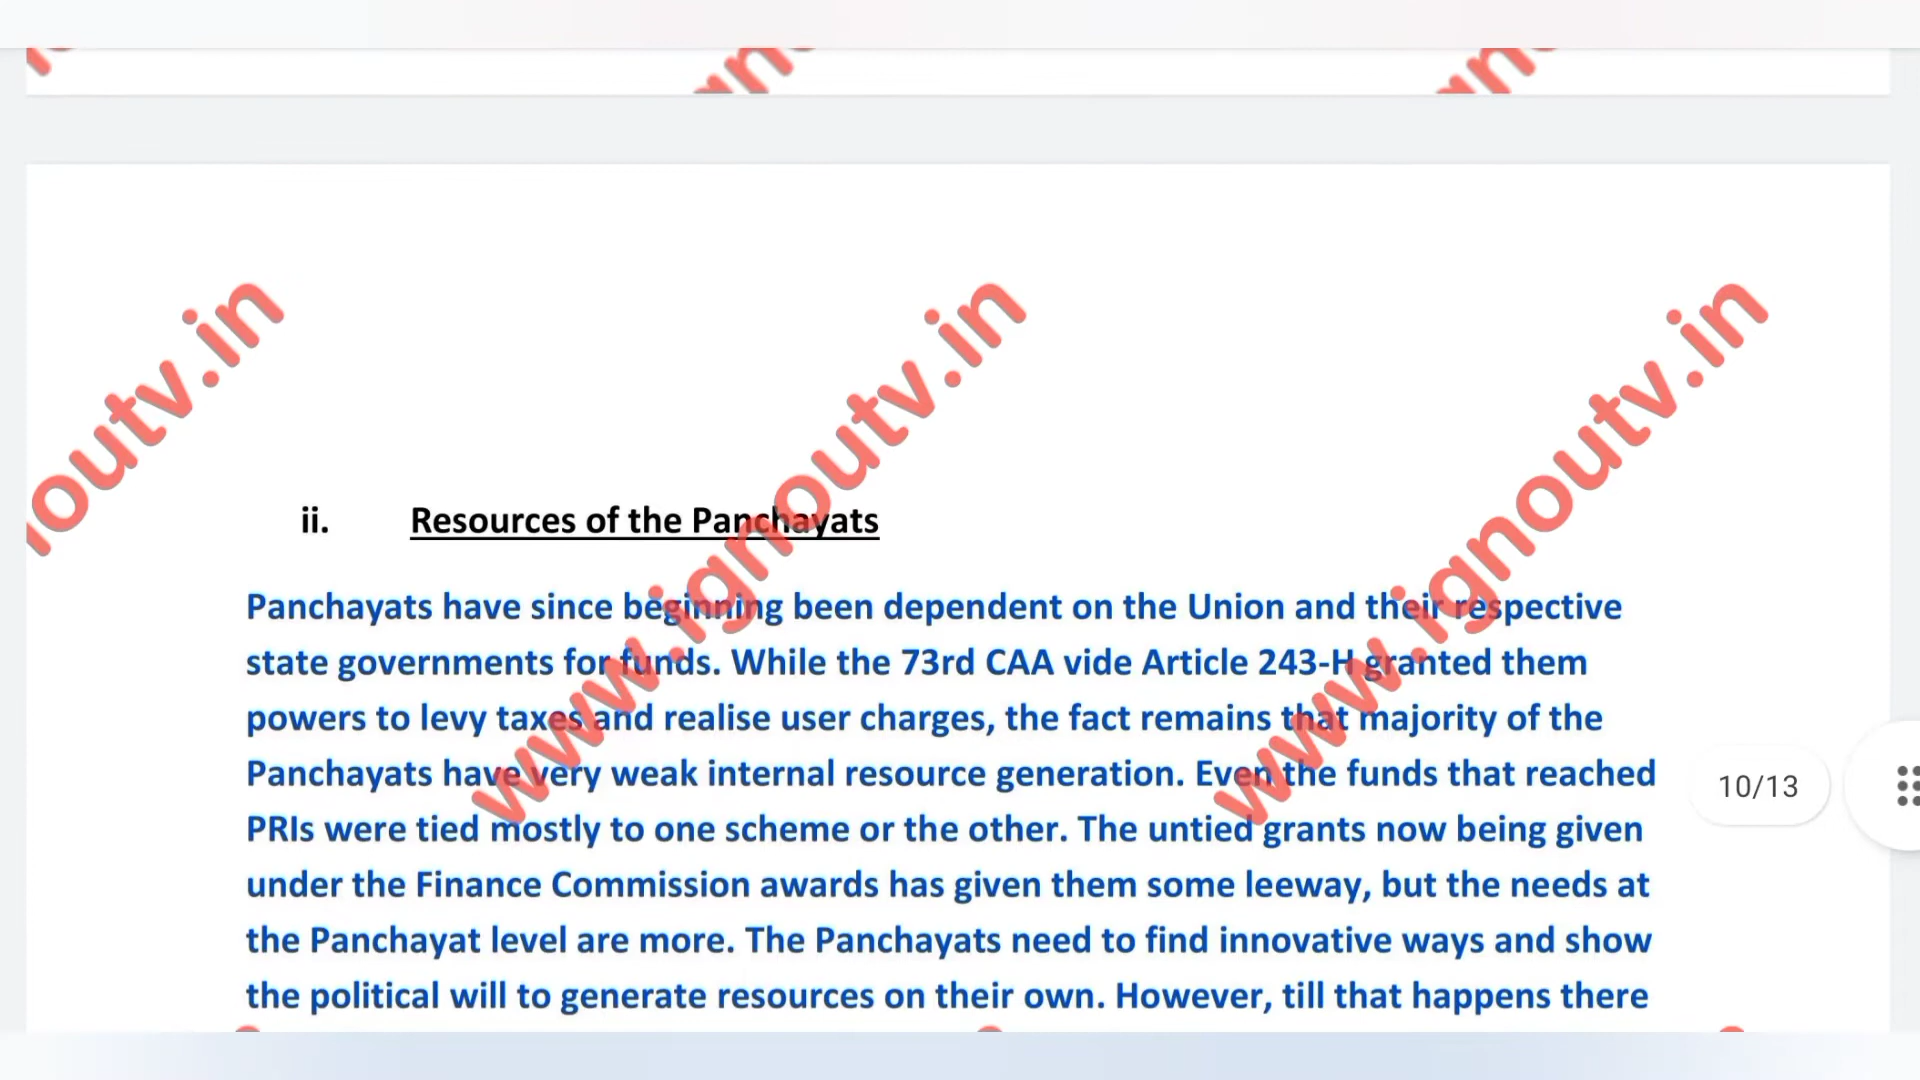 ii. Resources of the Panchayats
Panchayats have since beginning been dependent on the Union and their respective
state governments for funds. While the 73rd CAA vide Article 243-H granted them
powers to levy taxes and realise user charges, the fact remains that majority of the
Panchayats have very weak internal resource generation. Even the funds that reached
PRIs were tied mostly to one scheme or the other. The untied grants now being given
under the Finance Commission awards has given them some leeway, but the needs at
the Panchayat level are more. The Panchayats need to find innovative ways and show
the political will to generate resources on their own. However, till that happens there
10/13
noutv.in
www.ignoutv.in
www.ignoutv.in
gn
gn